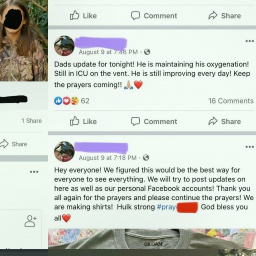 Like Comment Share
August 9 at 7:46 PM ·
Dads update for tonight! He is maintaining his oxygenation!
Still in ICU on the vent. He is still improving every day! Keep
the prayers coming!! 🙏🏻❤️
62 16 Comments
1 Share
Like Comment Share
Share
August 9 at 7:18 PM ·
Hey everyone! We figured this would be the best way for
everyone to see everything. We will try to post updates on
here as well as our personal Facebook accounts! Thank you
all again for the prayers and please continue the prayers! We
are making shirts! Hulk strong #pray God bless you
all❤️
GILDAN